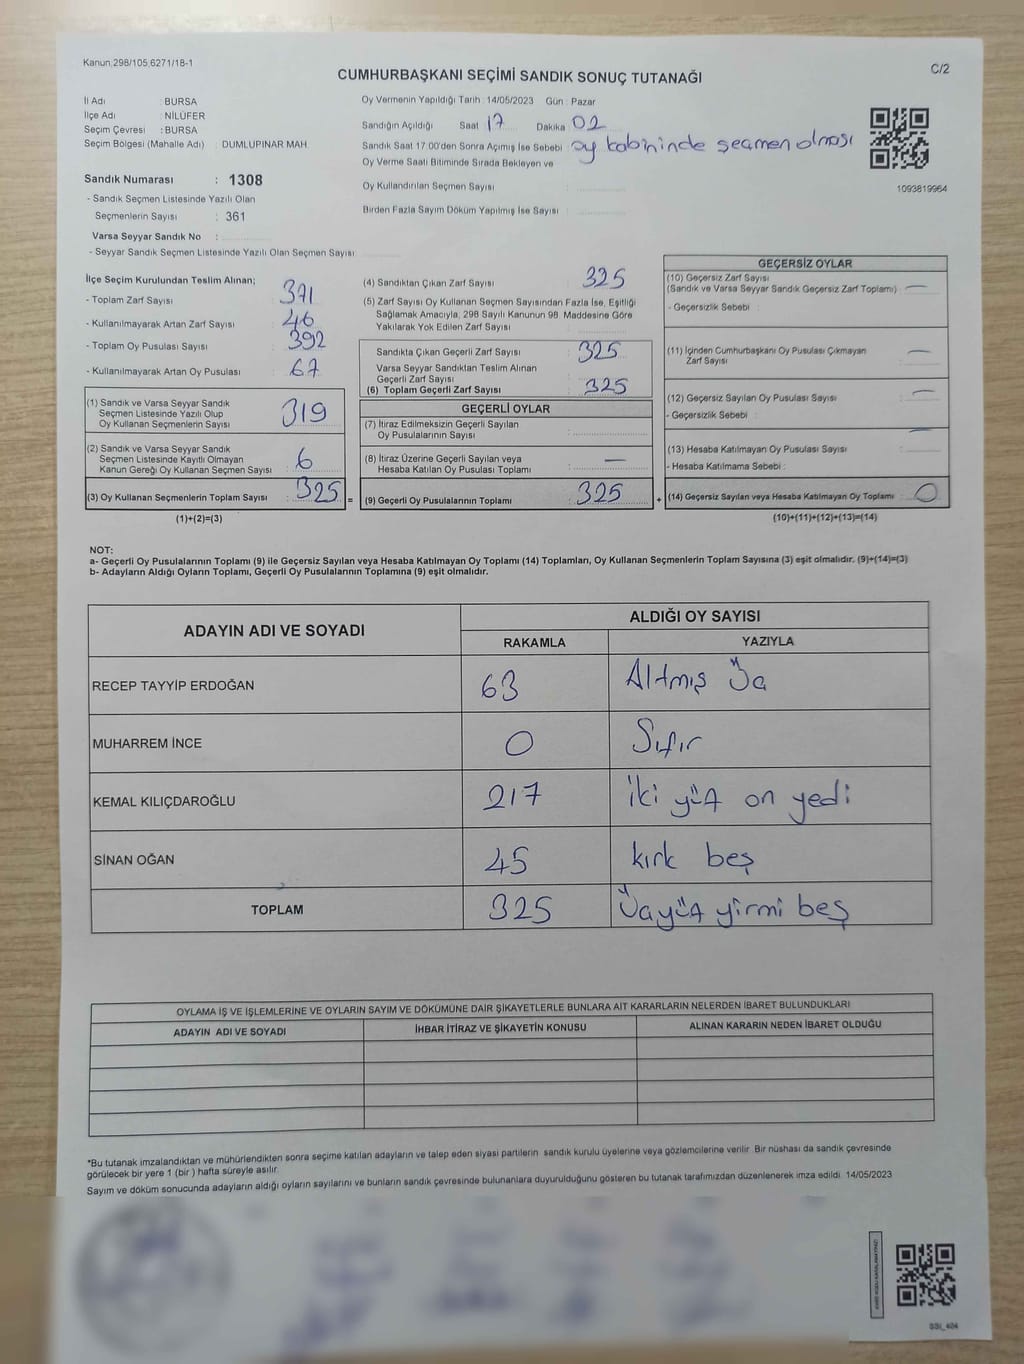 Kanun,298/105,6271/18-1
C/2
CUMHURBAŞKANI SEÇİMİ SANDIK SONUÇ TUTANAĞI
İl Adı : BURSA
İlçe Adı : NİLÜFER
Seçim Çevresi : BURSA
Seçim Bölgesi (Mahalle Adı) : DUMLUPINAR MAH.
Oy Vermenin Yapıldığı Tarih : 14/05/2023 Gün : Pazar
Sandığın Açıldığı Saat 17 Dakika 02
Sandık Saat 17:00'den Sonra Açımış İse Sebebi oy kabininde seçmen olması
Oy Verme Saati Bitiminde Sırada Bekleyen ve
Oy Kullandırılan Seçmen Sayısı :
Birden Fazla Sayım Döküm Yapılmış İse Sayısı :
1093819964
Sandık Numarası : 1308
- Sandık Seçmen Listesinde Yazılı Olan
Seçmenlerin Sayısı : 361
Varsa Seyyar Sandık No :
- Seyyar Sandık Seçmen Listesinde Yazılı Olan Seçmen Sayısı :
İlçe Seçim Kurulundan Teslim Alınan;
- Toplam Zarf Sayısı : 371
- Kullanılmayarak Artan Zarf Sayısı : 46
- Toplam Oy Pusulası Sayısı : 392
- Kullanılmayarak Artan Oy Pusulası : 67
(1) Sandık ve Varsa Seyyar Sandık
Seçmen Listesinde Yazılı Olup
Oy Kullanan Seçmenlerin Sayısı : 319
(2) Sandık ve Varsa Seyyar Sandık
Seçmen Listesinde Kayıtlı Olmayan
Kanun Gereği Oy Kullanan Seçmen Sayısı : 6
(3) Oy Kullanan Seçmenlerin Toplam Sayısı : 325 =
(1)+(2)=(3)
(4) Sandıktan Çıkan Zarf Sayısı : 325
(5) Zarf Sayısı Oy Kullanan Seçmen Sayısından Fazla İse, Eşitliği
Sağlamak Amacıyla, 298 Sayılı Kanunun 98. Maddesine Göre
Yakılarak Yok Edilen Zarf Sayısı :
Sandıkta Çıkan Geçerli Zarf Sayısı : 325
Varsa Seyyar Sandıktan Teslim Alınan
Geçerli Zarf Sayısı :
(6) Toplam Geçerli Zarf Sayısı : 325
GEÇERLİ OYLAR
(7) İtiraz Edilmeksizin Geçerli Sayılan
Oy Pusulalarının Sayısı :
(8) İtiraz Üzerine Geçerli Sayılan veya
Hesaba Katılan Oy Pusulası Toplamı : —
(9) Geçerli Oy Pusulalarının Toplamı : 325 +
GEÇERSİZ OYLAR
(10) Geçersiz Zarf Sayısı
(Sandık ve Varsa Seyyar Sandık Geçersiz Zarf Toplamı) : —
- Geçersizlik Sebebi :
(11) İçinden Cumhurbaşkanı Oy Pusulası Çıkmayan
Zarf Sayısı : —
(12) Geçersiz Sayılan Oy Pusulası Sayısı : —
- Geçersizlik Sebebi :
(13) Hesaba Katılmayan Oy Pusulası Sayısı : —
- Hesaba Katılmama Sebebi :
(14) Geçersiz Sayılan veya Hesaba Katılmayan Oy Toplamı : 0
(10)+(11)+(12)+(13)=(14)
NOT:
a- Geçerli Oy Pusulalarının Toplamı (9) ile Geçersiz Sayılan veya Hesaba Katılmayan Oy Toplamı (14) Toplamları, Oy Kullanan Seçmenlerin Toplam Sayısına (3) eşit olmalıdır. (9)+(14)=(3)
b- Adayların Aldığı Oyların Toplamı, Geçerli Oy Pusulalarının Toplamına (9) eşit olmalıdır.
ADAYIN ADI VE SOYADI ALDIĞI OY SAYISI
RAKAMLA YAZIYLA
RECEP TAYYİP ERDOĞAN 63 Altmış Üç
MUHARREM İNCE 0 Sıfır
KEMAL KILIÇDAROĞLU 217 iki yüz on yedi
SİNAN OĞAN 45 kırk beş
TOPLAM 325 Üçyüz yirmi beş
OYLAMA İŞ VE İŞLEMLERİNE VE OYLARIN SAYIM VE DÖKÜMÜNE DAİR ŞİKAYETLERLE BUNLARA AİT KARARLARIN NELERDEN İBARET BULUNDUKLARI
ADAYIN ADI VE SOYADI İHBAR İTİRAZ VE ŞİKAYETİN KONUSU ALINAN KARARIN NEDEN İBARET OLDUĞU
*Bu tutanak imzalandıktan ve mühürlendikten sonra seçime katılan adayların ve talep eden siyasi partilerin sandık kurulu üyelerine veya gözlemcilerine verilir. Bir nüshası da sandık çevresinde
görülecek bir yere 1 (bir ) hafta süreyle asılır.
Sayım ve döküm sonucunda adayların aldığı oyların sayılarını ve bunların sandık çevresinde bulunanlara duyurulduğunu gösteren bu tutanak tarafımızdan düzenlenerek imza edildi. 14/05/2023